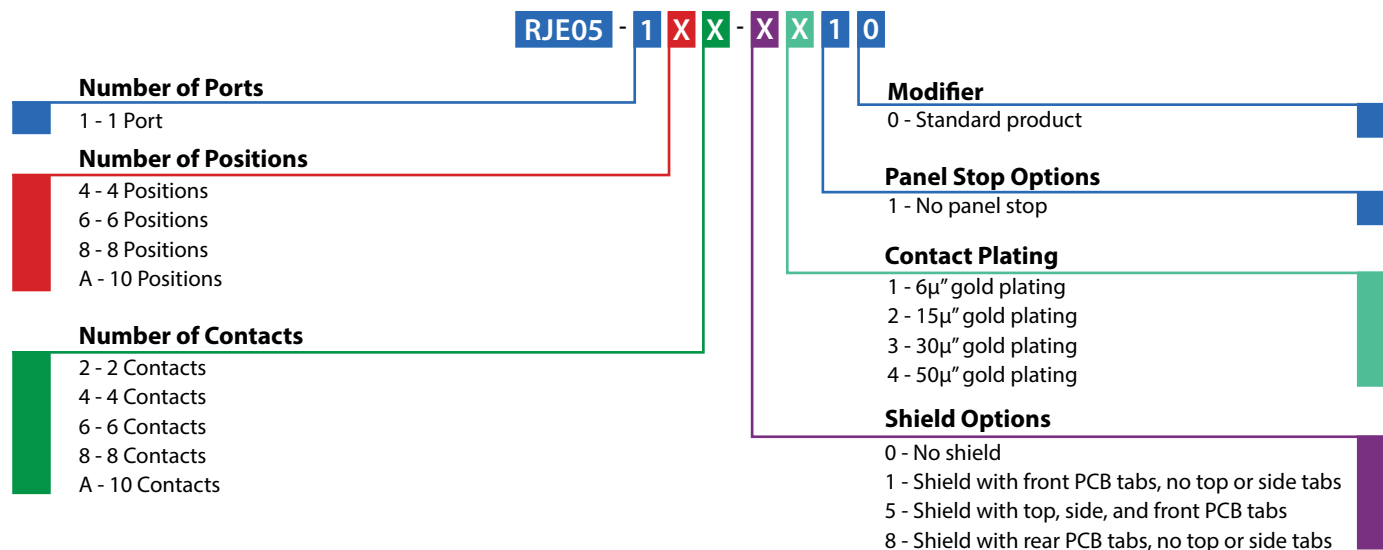 RJE05 - 1 X X - X X 1 0
Number of Ports
1 - 1 Port
Number of Positions
4 - 4 Positions
6 - 6 Positions
8 - 8 Positions
A - 10 Positions
Number of Contacts
2 - 2 Contacts
4 - 4 Contacts
6 - 6 Contacts
8 - 8 Contacts
A - 10 Contacts
Modifier
0 - Standard product
Panel Stop Options
1 - No panel stop
Contact Plating
1 - 6µ” gold plating
2 - 15µ” gold plating
3 - 30µ” gold plating
4 - 50µ” gold plating
Shield Options
0 - No shield
1 - Shield with front PCB tabs, no top or side tabs
5 - Shield with top, side, and front PCB tabs
8 - Shield with rear PCB tabs, no top or side tabs